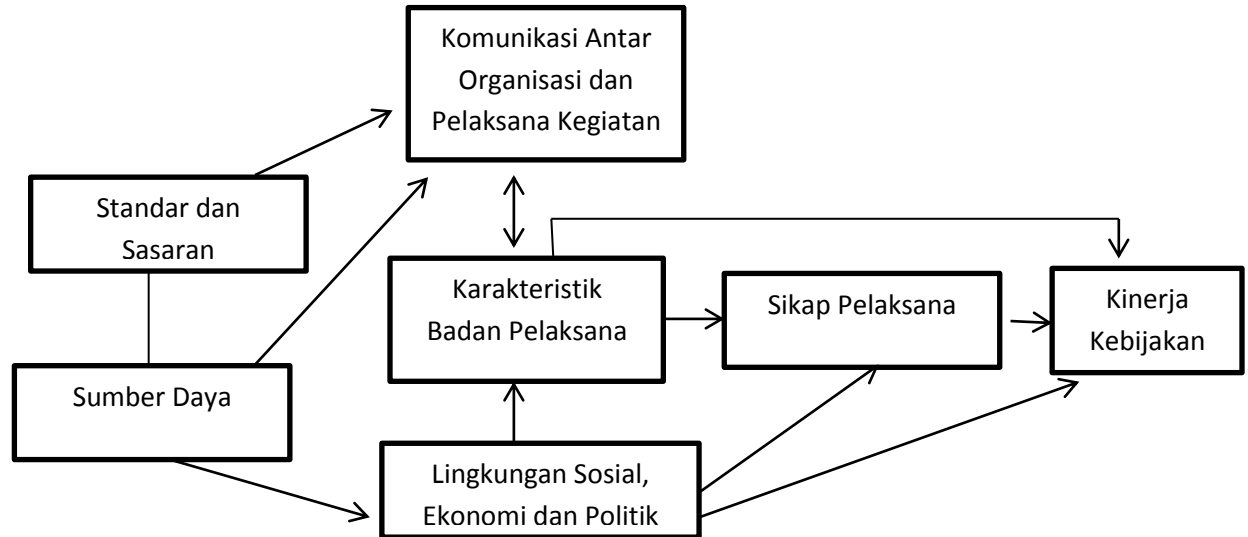 Komunikasi Antar
Organisasi dan
Pelaksana Kegiatan
Standar dan
Sasaran
Karakteristik
Badan Pelaksana
Sikap Pelaksana
Kinerja
Kebijakan
Sumber Daya
Lingkungan Sosial,
Ekonomi dan Politik